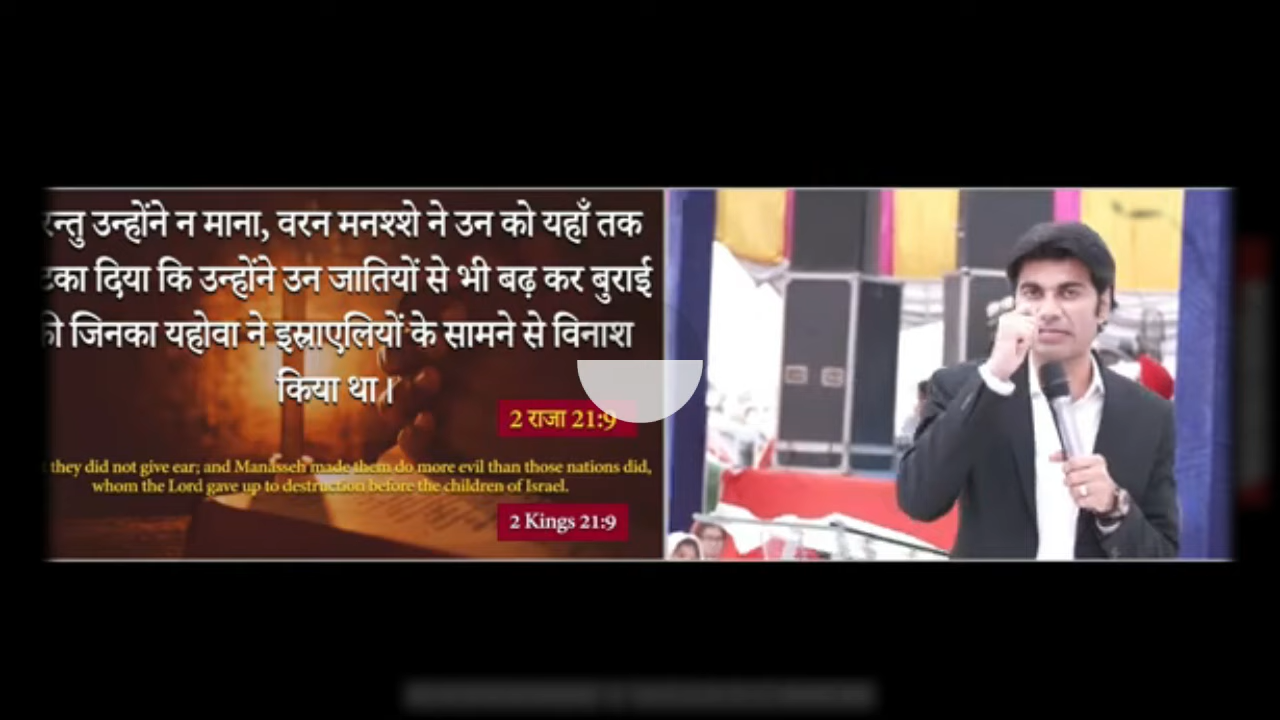 उन्होंने न माना, वरन मनश्शे ने उन को यहाँ तक
दिया कि उन्होंने उन जातियों से भी बढ़ कर बुराई
जिनका यहोवा ने इस्राएलियों के सामने से विनाश
किया था।
2 राजा 21:9
they did not give ear; and Manasseh made them do more evil than those nations did,
whom the Lord gave up to destruction before the children of Israel.
2 Kings 21:9